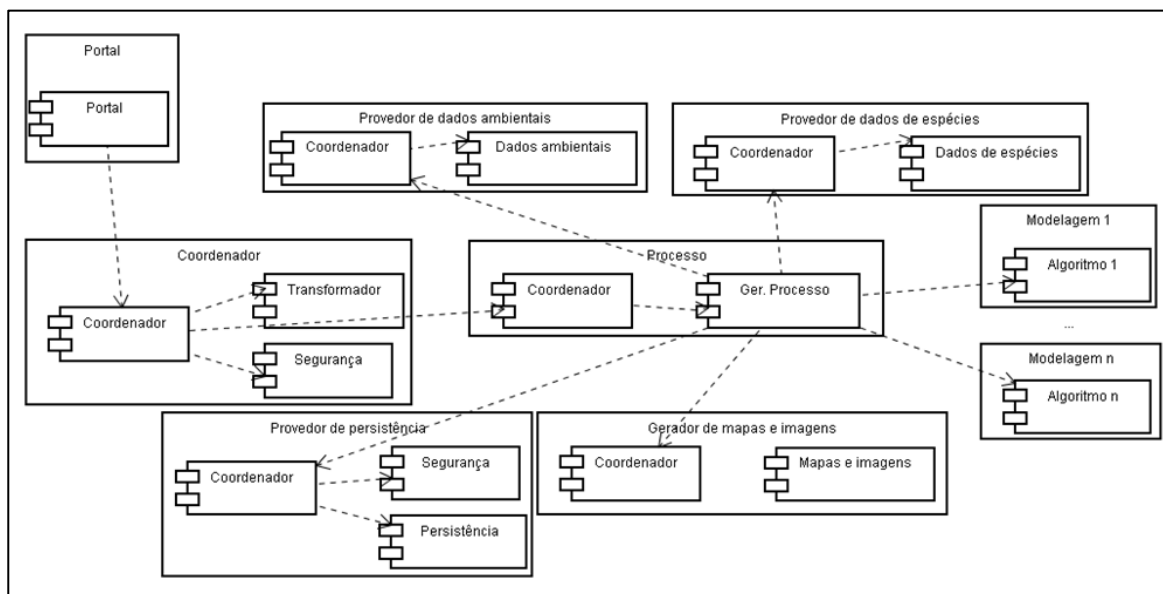 Portal
Portal
Provedor de dados ambientais
Coordenador
Dados ambientais
Provedor de dados de espécies
Coordenador
Dados de espécies
Modelagem 1
Algoritmo 1
...
Modelagem n
Algoritmo n
Coordenador
Coordenador
Transformador
Segurança
Processo
Coordenador
Ger. Processo
Provedor de persistência
Coordenador
Segurança
Persistência
Gerador de mapas e imagens
Coordenador
Mapas e imagens